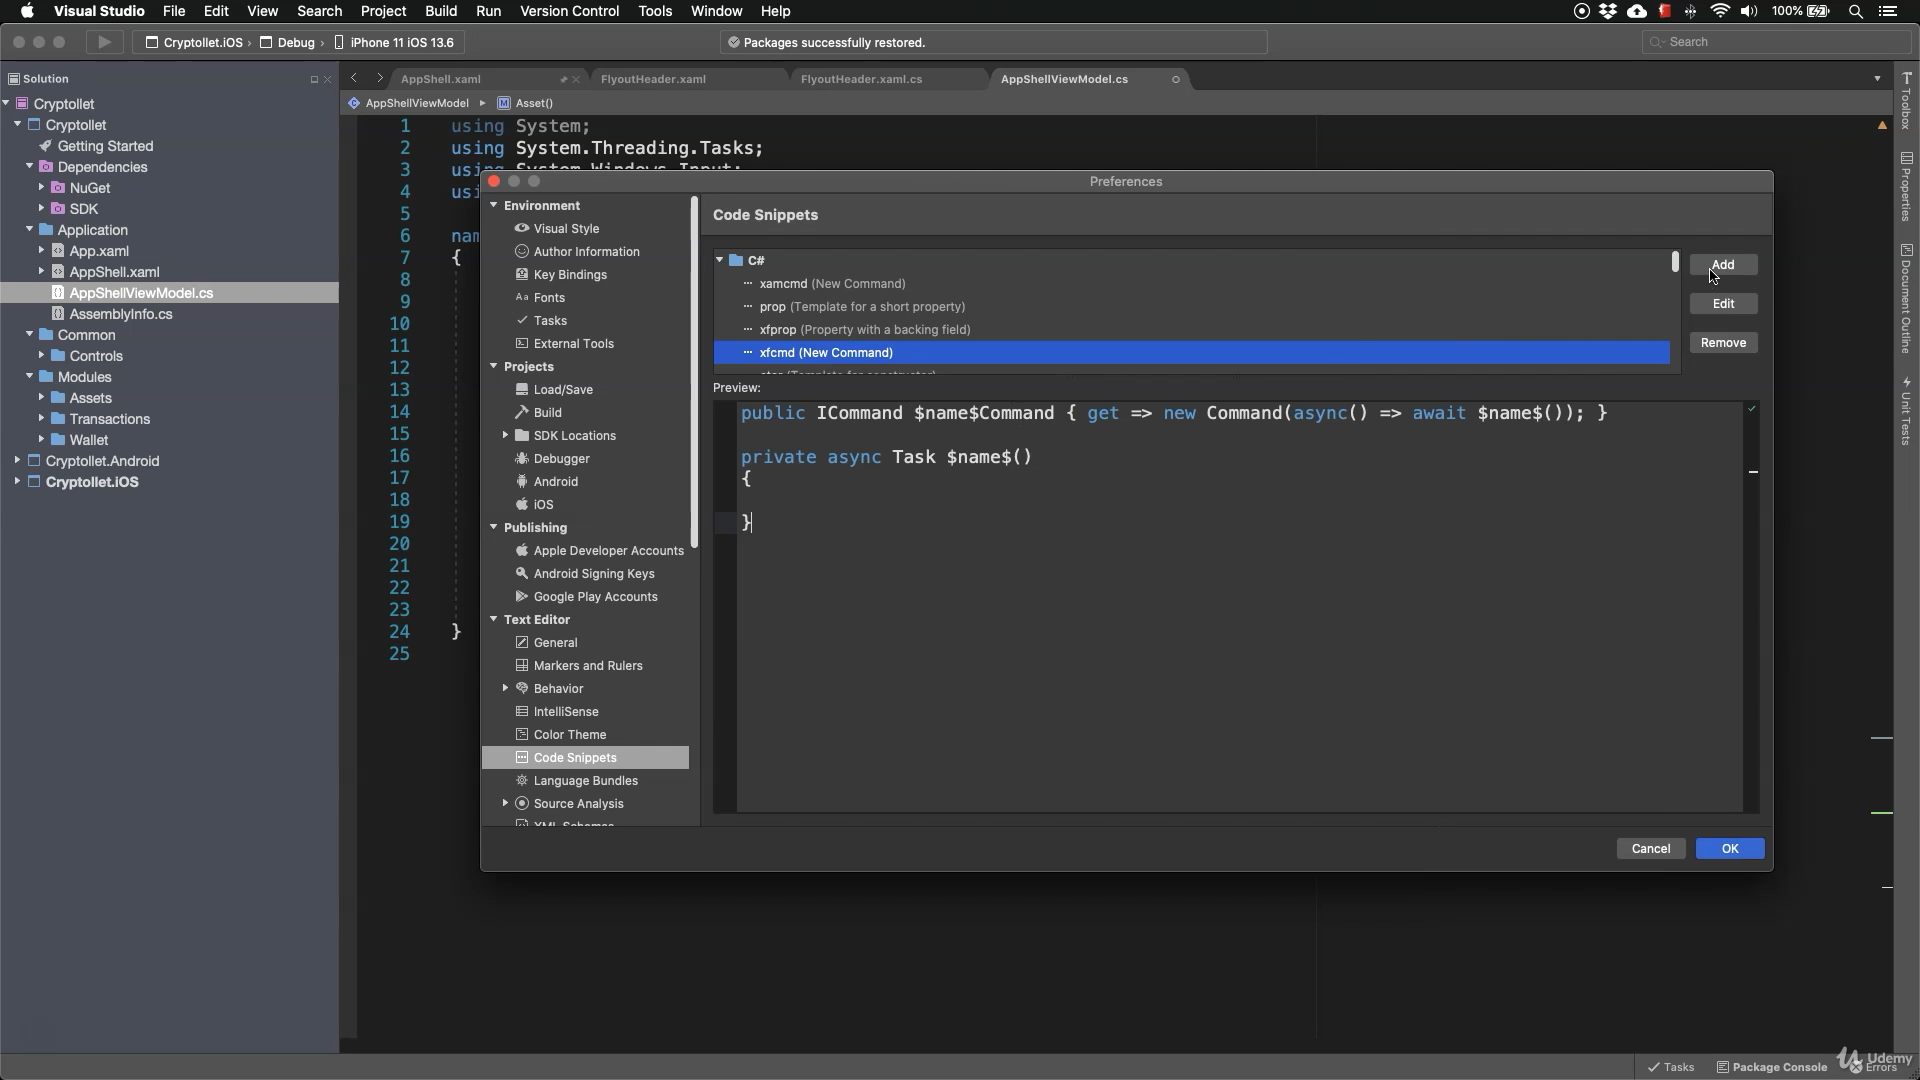 Visual Studio File Edit View Search Project Build Run Version Control Tools Window Help 100%
Cryptollet.iOS › Debug › iPhone 11 iOS 13.6
Packages successfully restored.
Search
Solution
Cryptollet
Cryptollet
Getting Started
Dependencies
NuGet
SDK
Application
App.xaml
AppShell.xaml
AppShellViewModel.cs
AssemblyInfo.cs
Common
Controls
Modules
Assets
Transactions
Wallet
Cryptollet.Android
Cryptollet.iOS
AppShell.xaml FlyoutHeader.xaml FlyoutHeader.xaml.cs AppShellViewModel.cs
AppShellViewModel Asset()
1 using System;
2 using System.Threading.Tasks;
3 using System.Windows.Input;
4 usi
5
6 nam
7 {
8
9
10
11
12
13
14
15
16
17
18
19
20
21
22
23
24 }
25
Preferences
Environment
Visual Style
Author Information
Key Bindings
Fonts
Tasks
External Tools
Projects
Load/Save
Build
SDK Locations
Debugger
Android
iOS
Publishing
Apple Developer Accounts
Android Signing Keys
Google Play Accounts
Text Editor
General
Markers and Rulers
Behavior
IntelliSense
Color Theme
Code Snippets
Language Bundles
Source Analysis
XML Schemas
Code Snippets
C#
xamcmd (New Command)
prop (Template for a short property)
xfprop (Property with a backing field)
xfcmd (New Command)
ctor (Template for constructor)
Add
Edit
Remove
Preview:
public ICommand $name$Command { get => new Command(async() => await $name$()); }
private async Task $name$()
{
}
Cancel OK
Toolbox
Properties
Document Outline
Unit Tests
Tasks Package Console Errors
Udemy